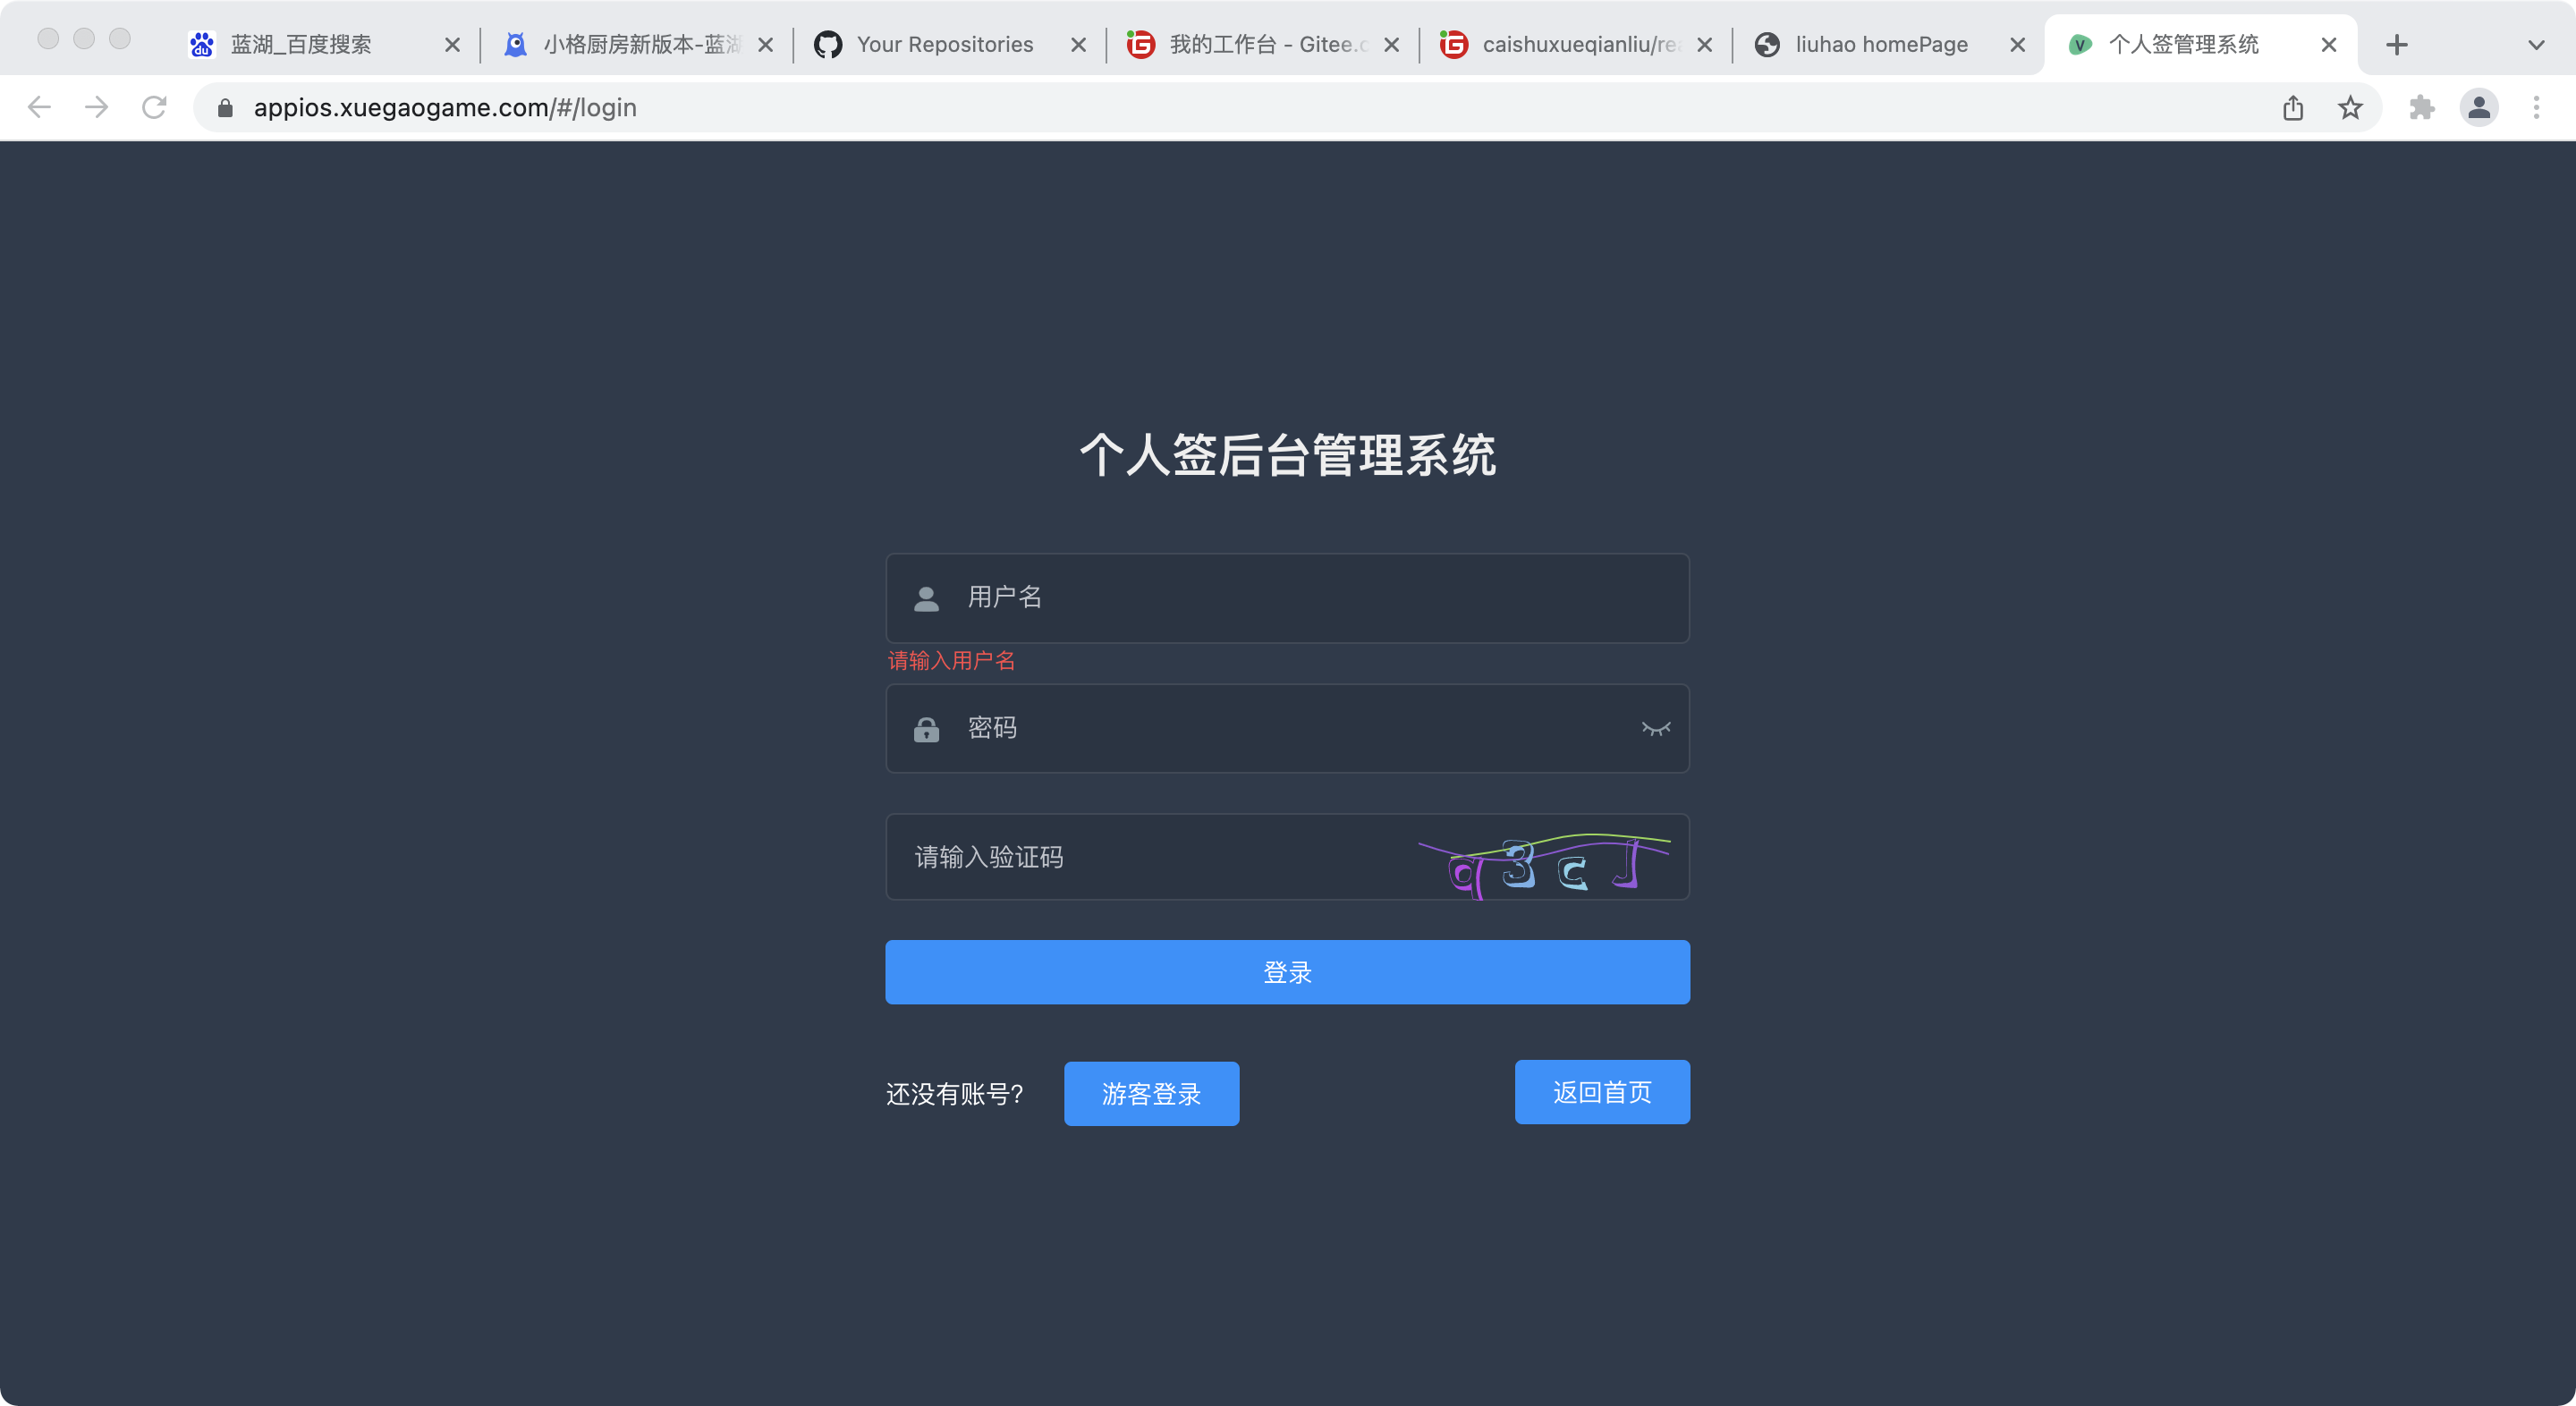 蓝湖_百度搜索
小格厨房新版本-蓝湖
Your Repositories
我的工作台 - Gitee.c
caishuxueqianliu/rea
liuhao homePage
个人签管理系统
appios.xuegaogame.com/#/login
个人签后台管理系统
用户名
请输入用户名
密码
请输入验证码
q3cJ
登录
还没有账号?
游客登录
返回首页